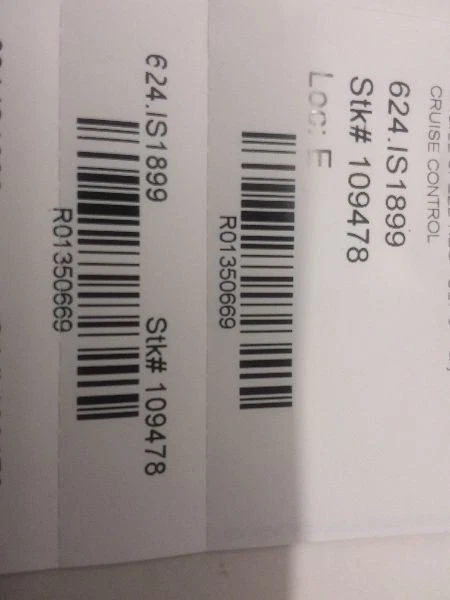 CRUISE CONTROL
624.IS1899
Stk# 109478
Loc: F
R01350669
624.IS1899 Stk# 109478
R01350669